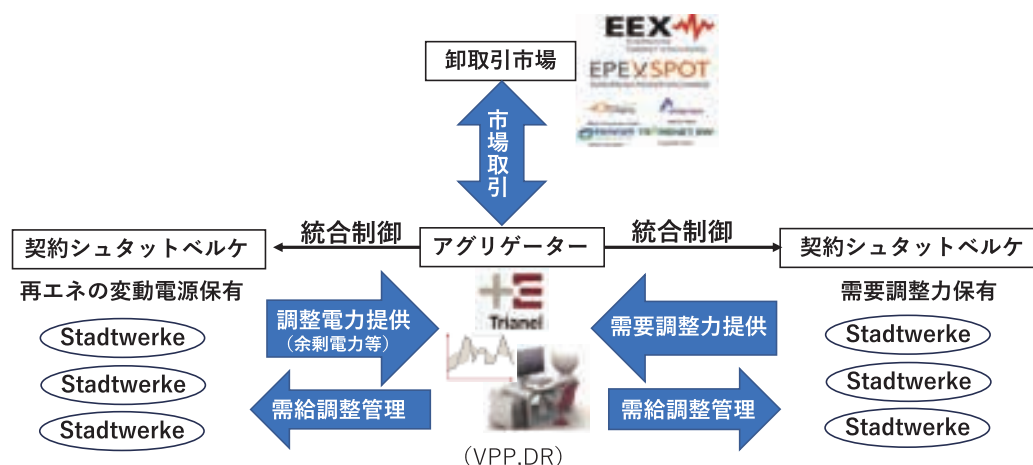 EEX
卸取引市場
EPEXSPOT
市場取引
統合制御
統合制御
契約シュタットベルケ
アグリゲーター
契約シュタットベルケ
再エネの変動電源保有
需要調整力保有
Trianel
調整電力提供
（余剰電力等）
需要調整力提供
Stadtwerke
Stadtwerke
Stadtwerke
Stadtwerke
需給調整管理
需給調整管理
Stadtwerke
Stadtwerke
（VPP.DR）